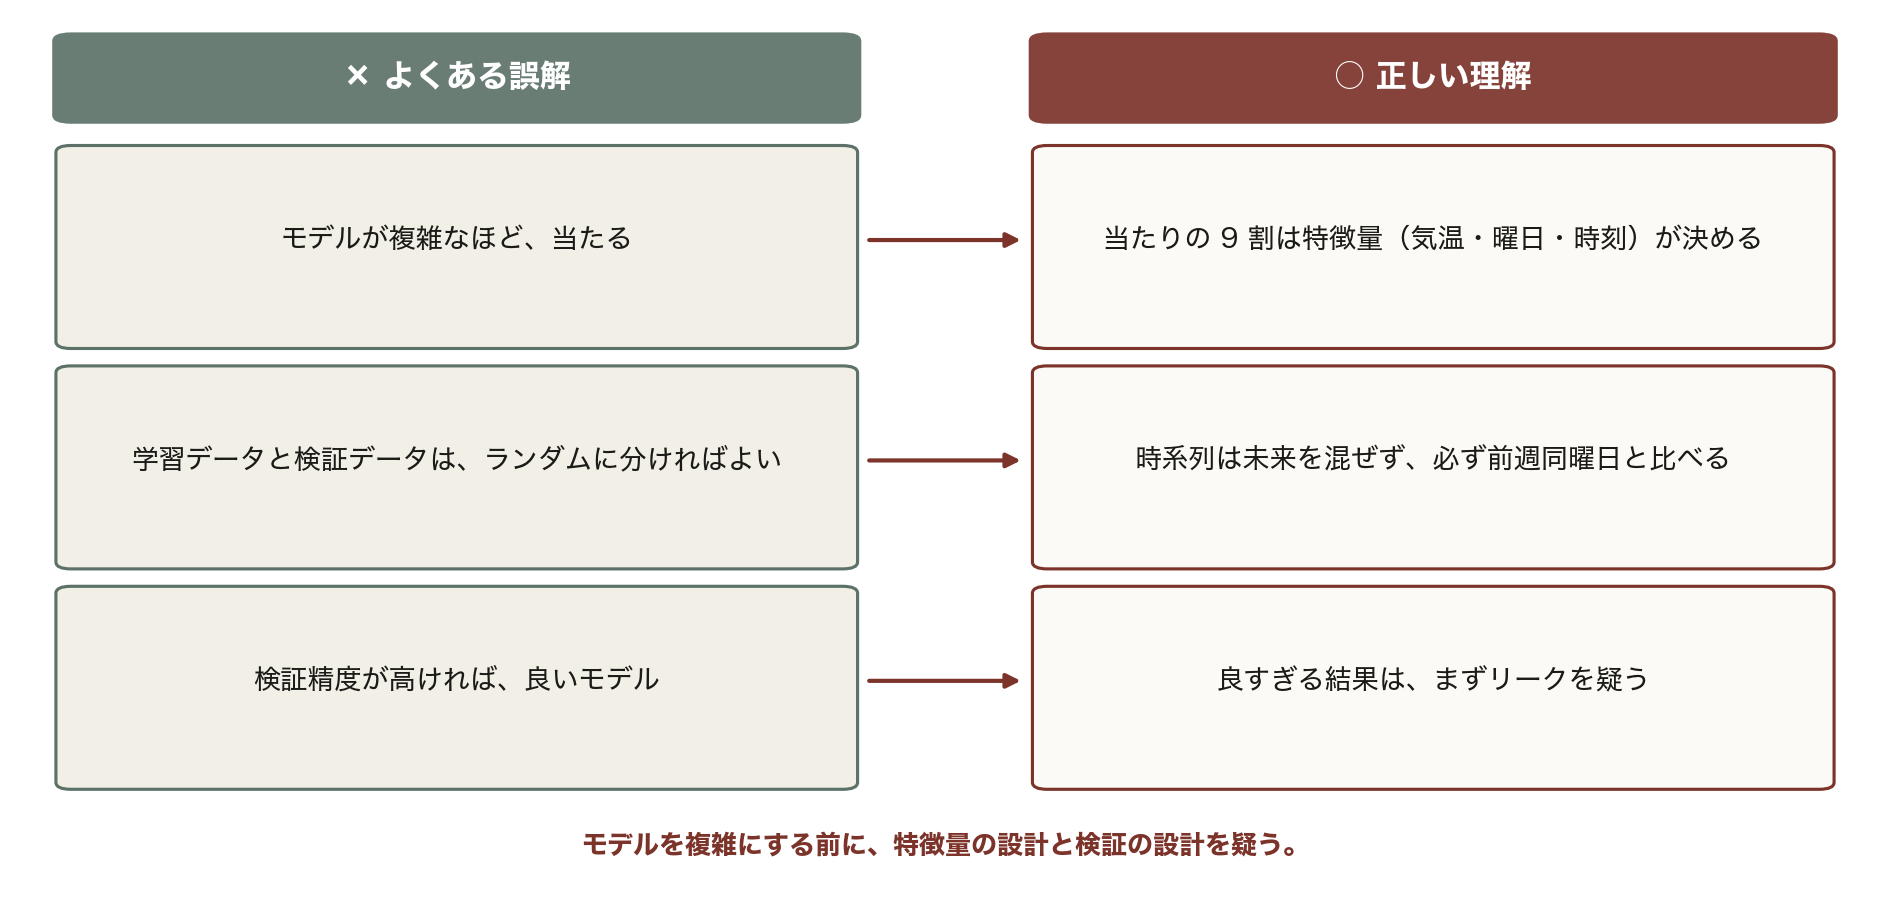 × よくある誤解
○ 正しい理解
モデルが複雑なほど、当たる
当たりの 9 割は特徴量（気温・曜日・時刻）が決める
学習データと検証データは、ランダムに分ければよい
時系列は未来を混ぜず、必ず前週同曜日と比べる
検証精度が高ければ、良いモデル
良すぎる結果は、まずリークを疑う
モデルを複雑にする前に、特徴量の設計と検証の設計を疑う。